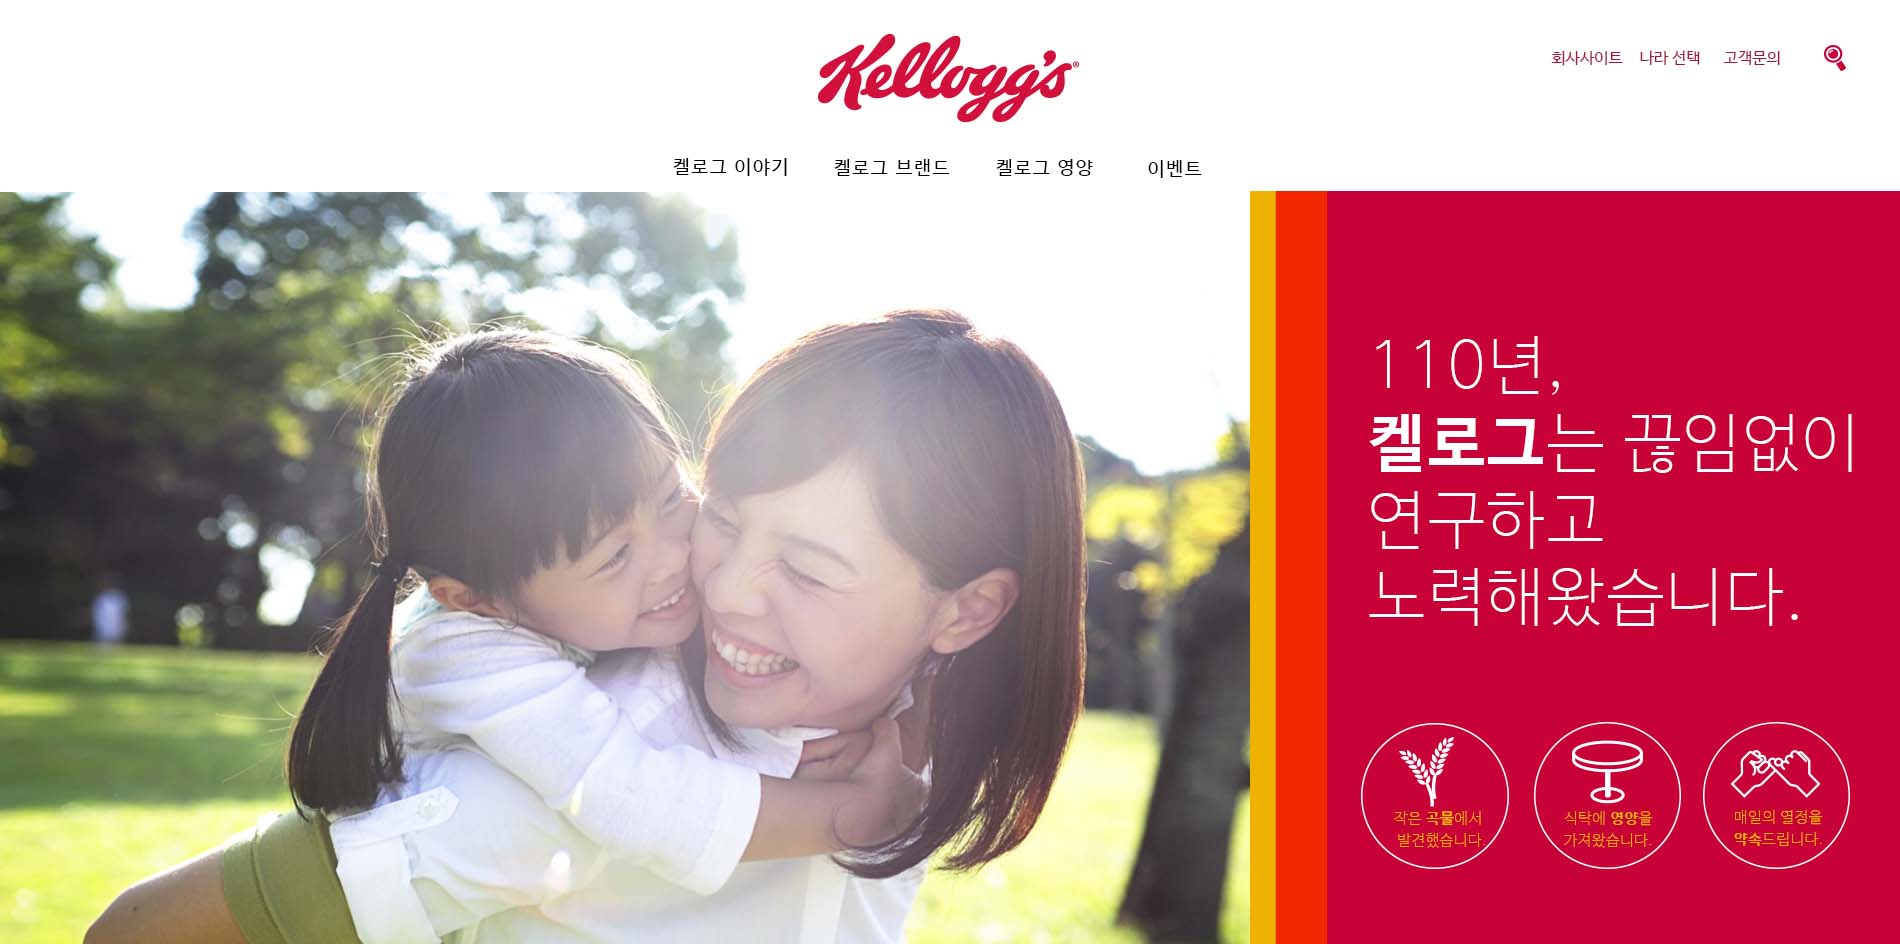 Kellogg's®
회사사이트 나라 선택 고객문의
켈로그 이야기 켈로그 브랜드 켈로그 영양 이벤트
110년,
켈로그는 끊임없이
연구하고
노력해왔습니다.
작은 곡물에서
발견했습니다.
식탁에 영양을
가져왔습니다.
매일의 열정을
약속드립니다.